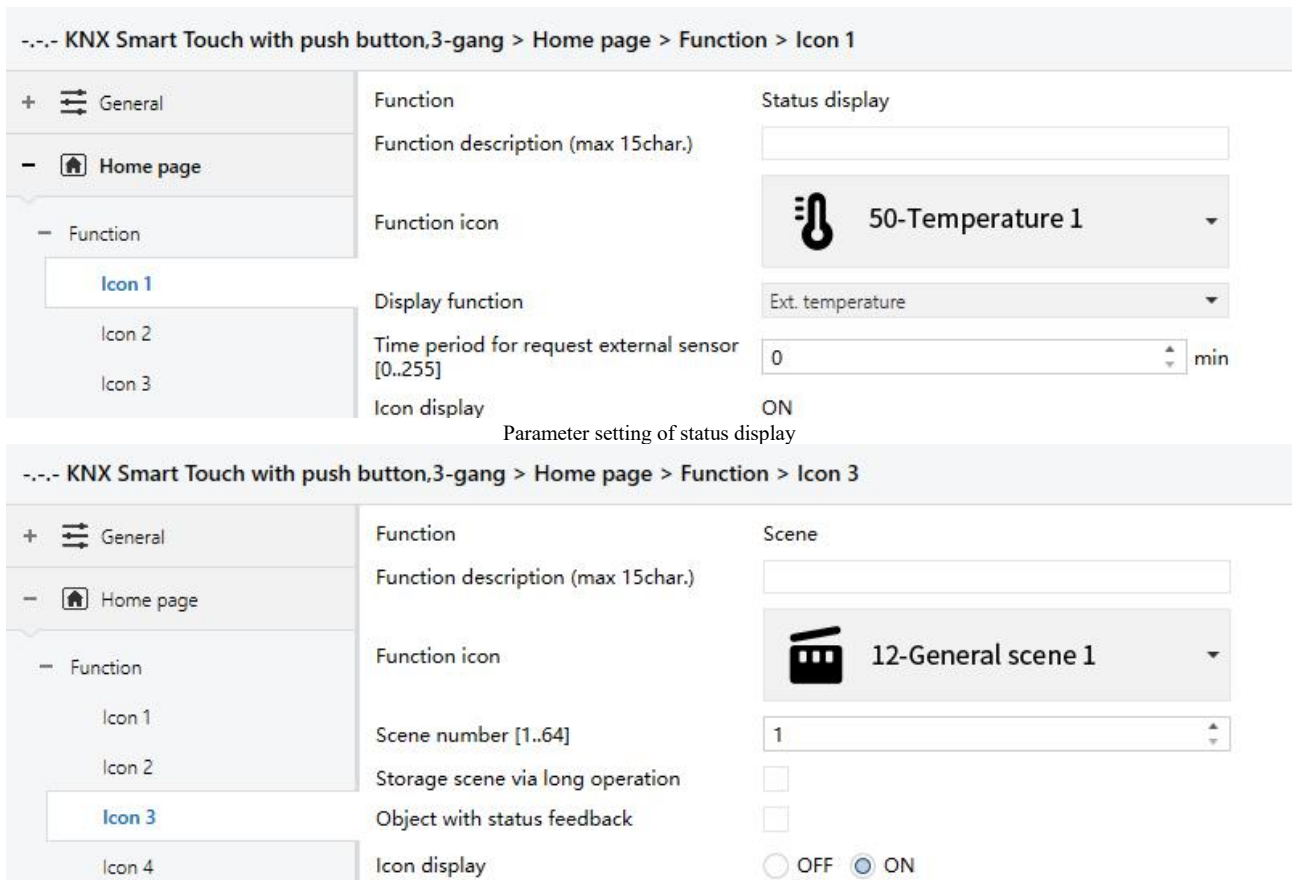 -.-.- KNX Smart Touch with push button,3-gang > Home page > Function > Icon 1
+ General
− Home page
− Function
Icon 1
Icon 2
Icon 3
Function Status display
Function description (max 15char.)
Function icon 50-Temperature 1
Display function Ext. temperature
Time period for request external sensor
[0..255] 0 min
Icon display ON
Parameter setting of status display
-.-.- KNX Smart Touch with push button,3-gang > Home page > Function > Icon 3
+ General
− Home page
− Function
Icon 1
Icon 2
Icon 3
Icon 4
Function Scene
Function description (max 15char.)
Function icon 12-General scene 1
Scene number [1..64] 1
Storage scene via long operation
Object with status feedback
Icon display OFF ON